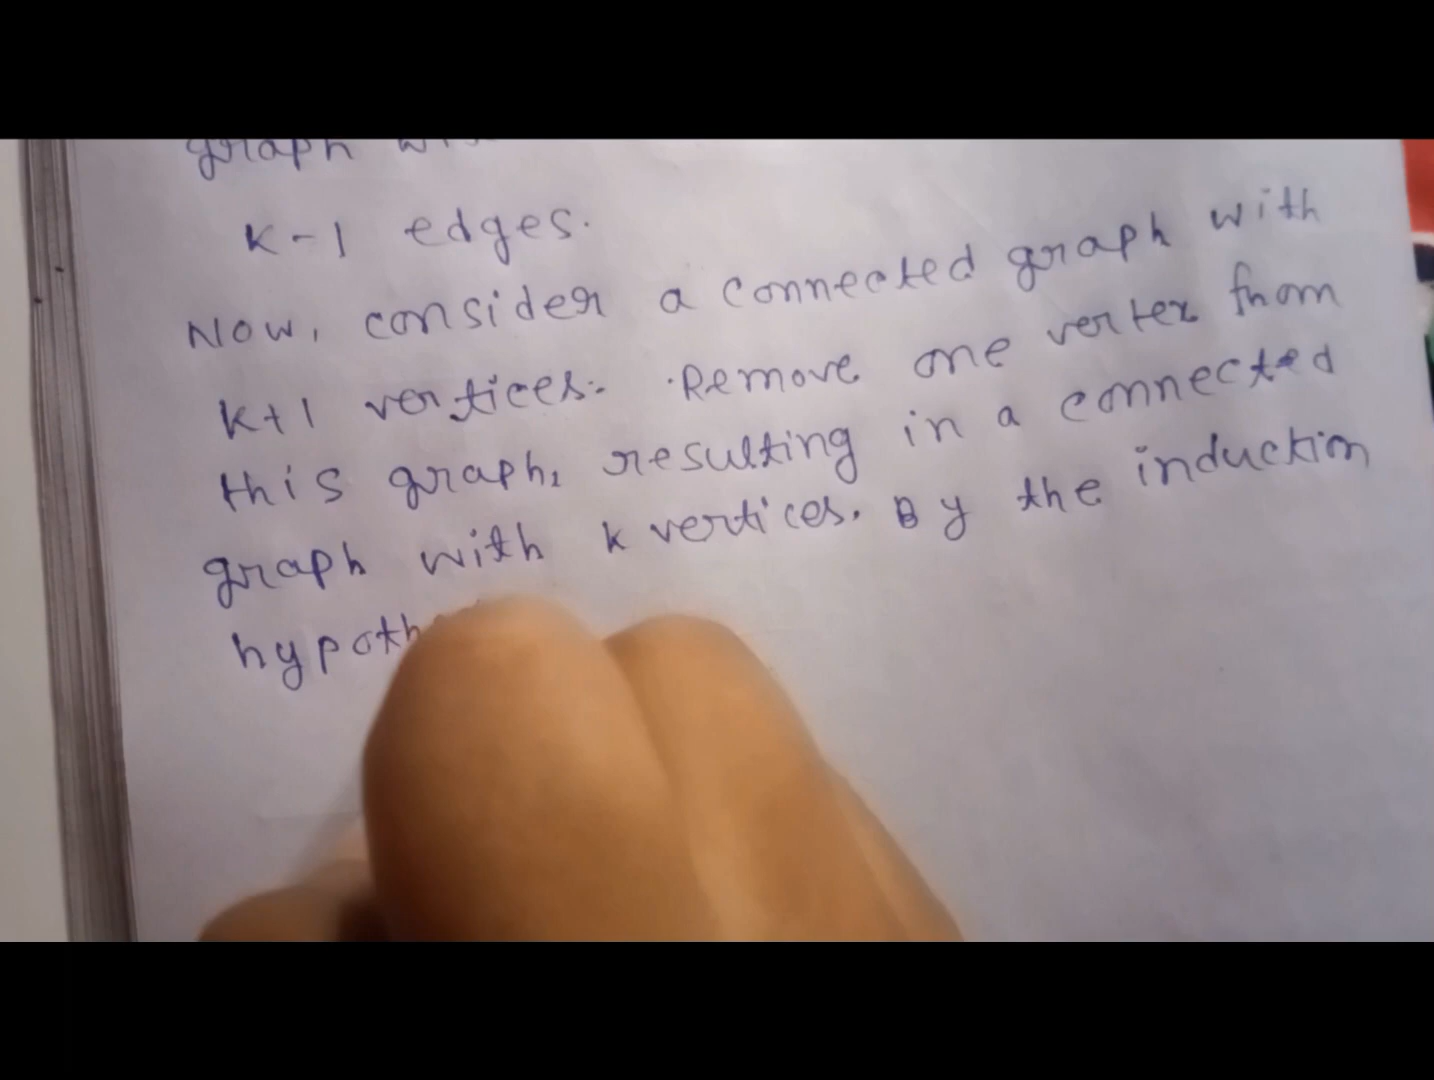 graph
K-1 edges.
Now, consider a connected graph with
K+1 vertices. Remove one vertex from
this graph, resulting in a connected
graph with k vertices. By the induction